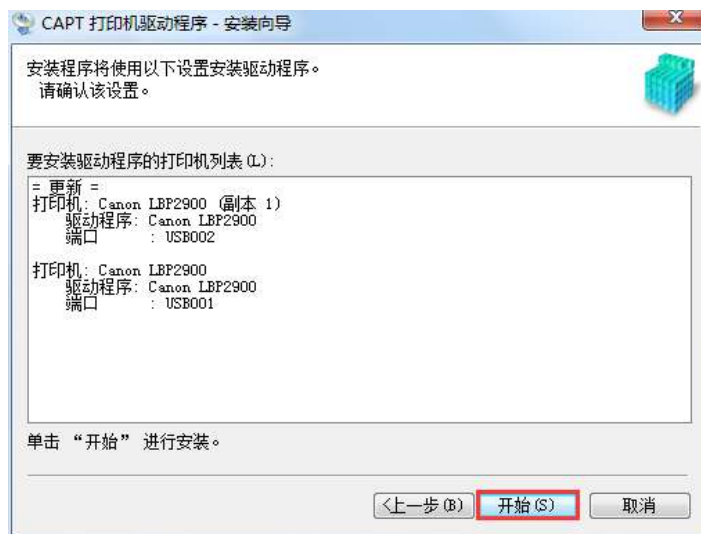 CAPT 打印机驱动程序 - 安装向导
安装程序将使用以下设置安装驱动程序。
请确认该设置。
要安装驱动程序的打印机列表(L):
= 更新 =
打印机: Canon LBP2900 (副本 1)
驱动程序: Canon LBP2900
端口 : USB002
打印机: Canon LBP2900
驱动程序: Canon LBP2900
端口 : USB001
单击 “开始” 进行安装。
<上一步(B) 开始(S) 取消